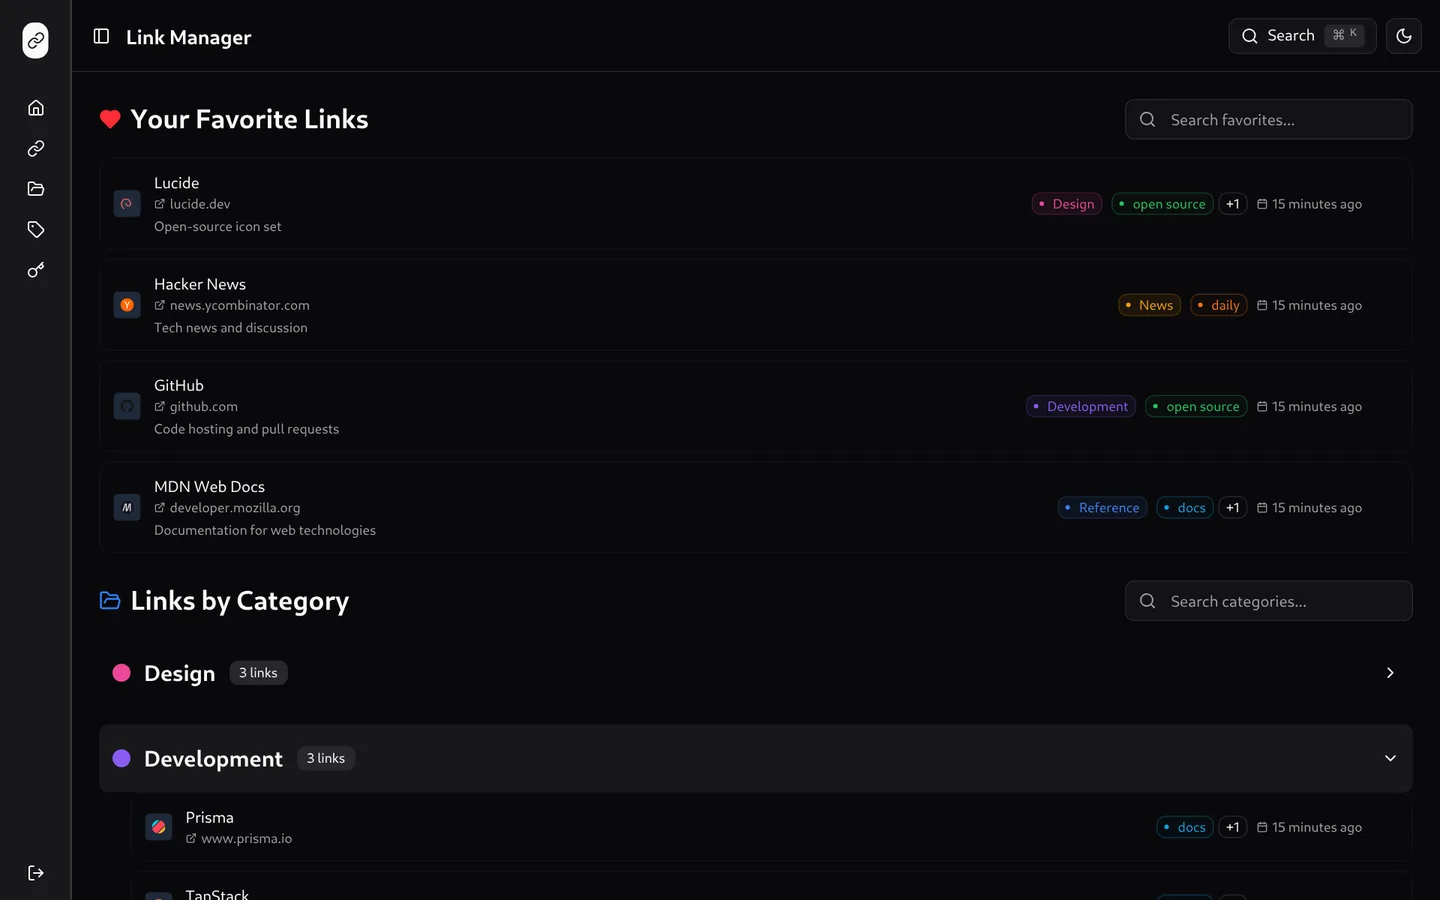 Link Manager
Search ⌘ K
Your Favorite Links
Search favorites...
Lucide
lucide.dev
Open-source icon set
Design
open source
+1
15 minutes ago
Hacker News
news.ycombinator.com
Tech news and discussion
News
daily
15 minutes ago
GitHub
github.com
Code hosting and pull requests
Development
open source
15 minutes ago
MDN Web Docs
developer.mozilla.org
Documentation for web technologies
Reference
docs
+1
15 minutes ago
Links by Category
Search categories...
Design
3 links
Development
3 links
Prisma
www.prisma.io
docs
+1
15 minutes ago
TanStack